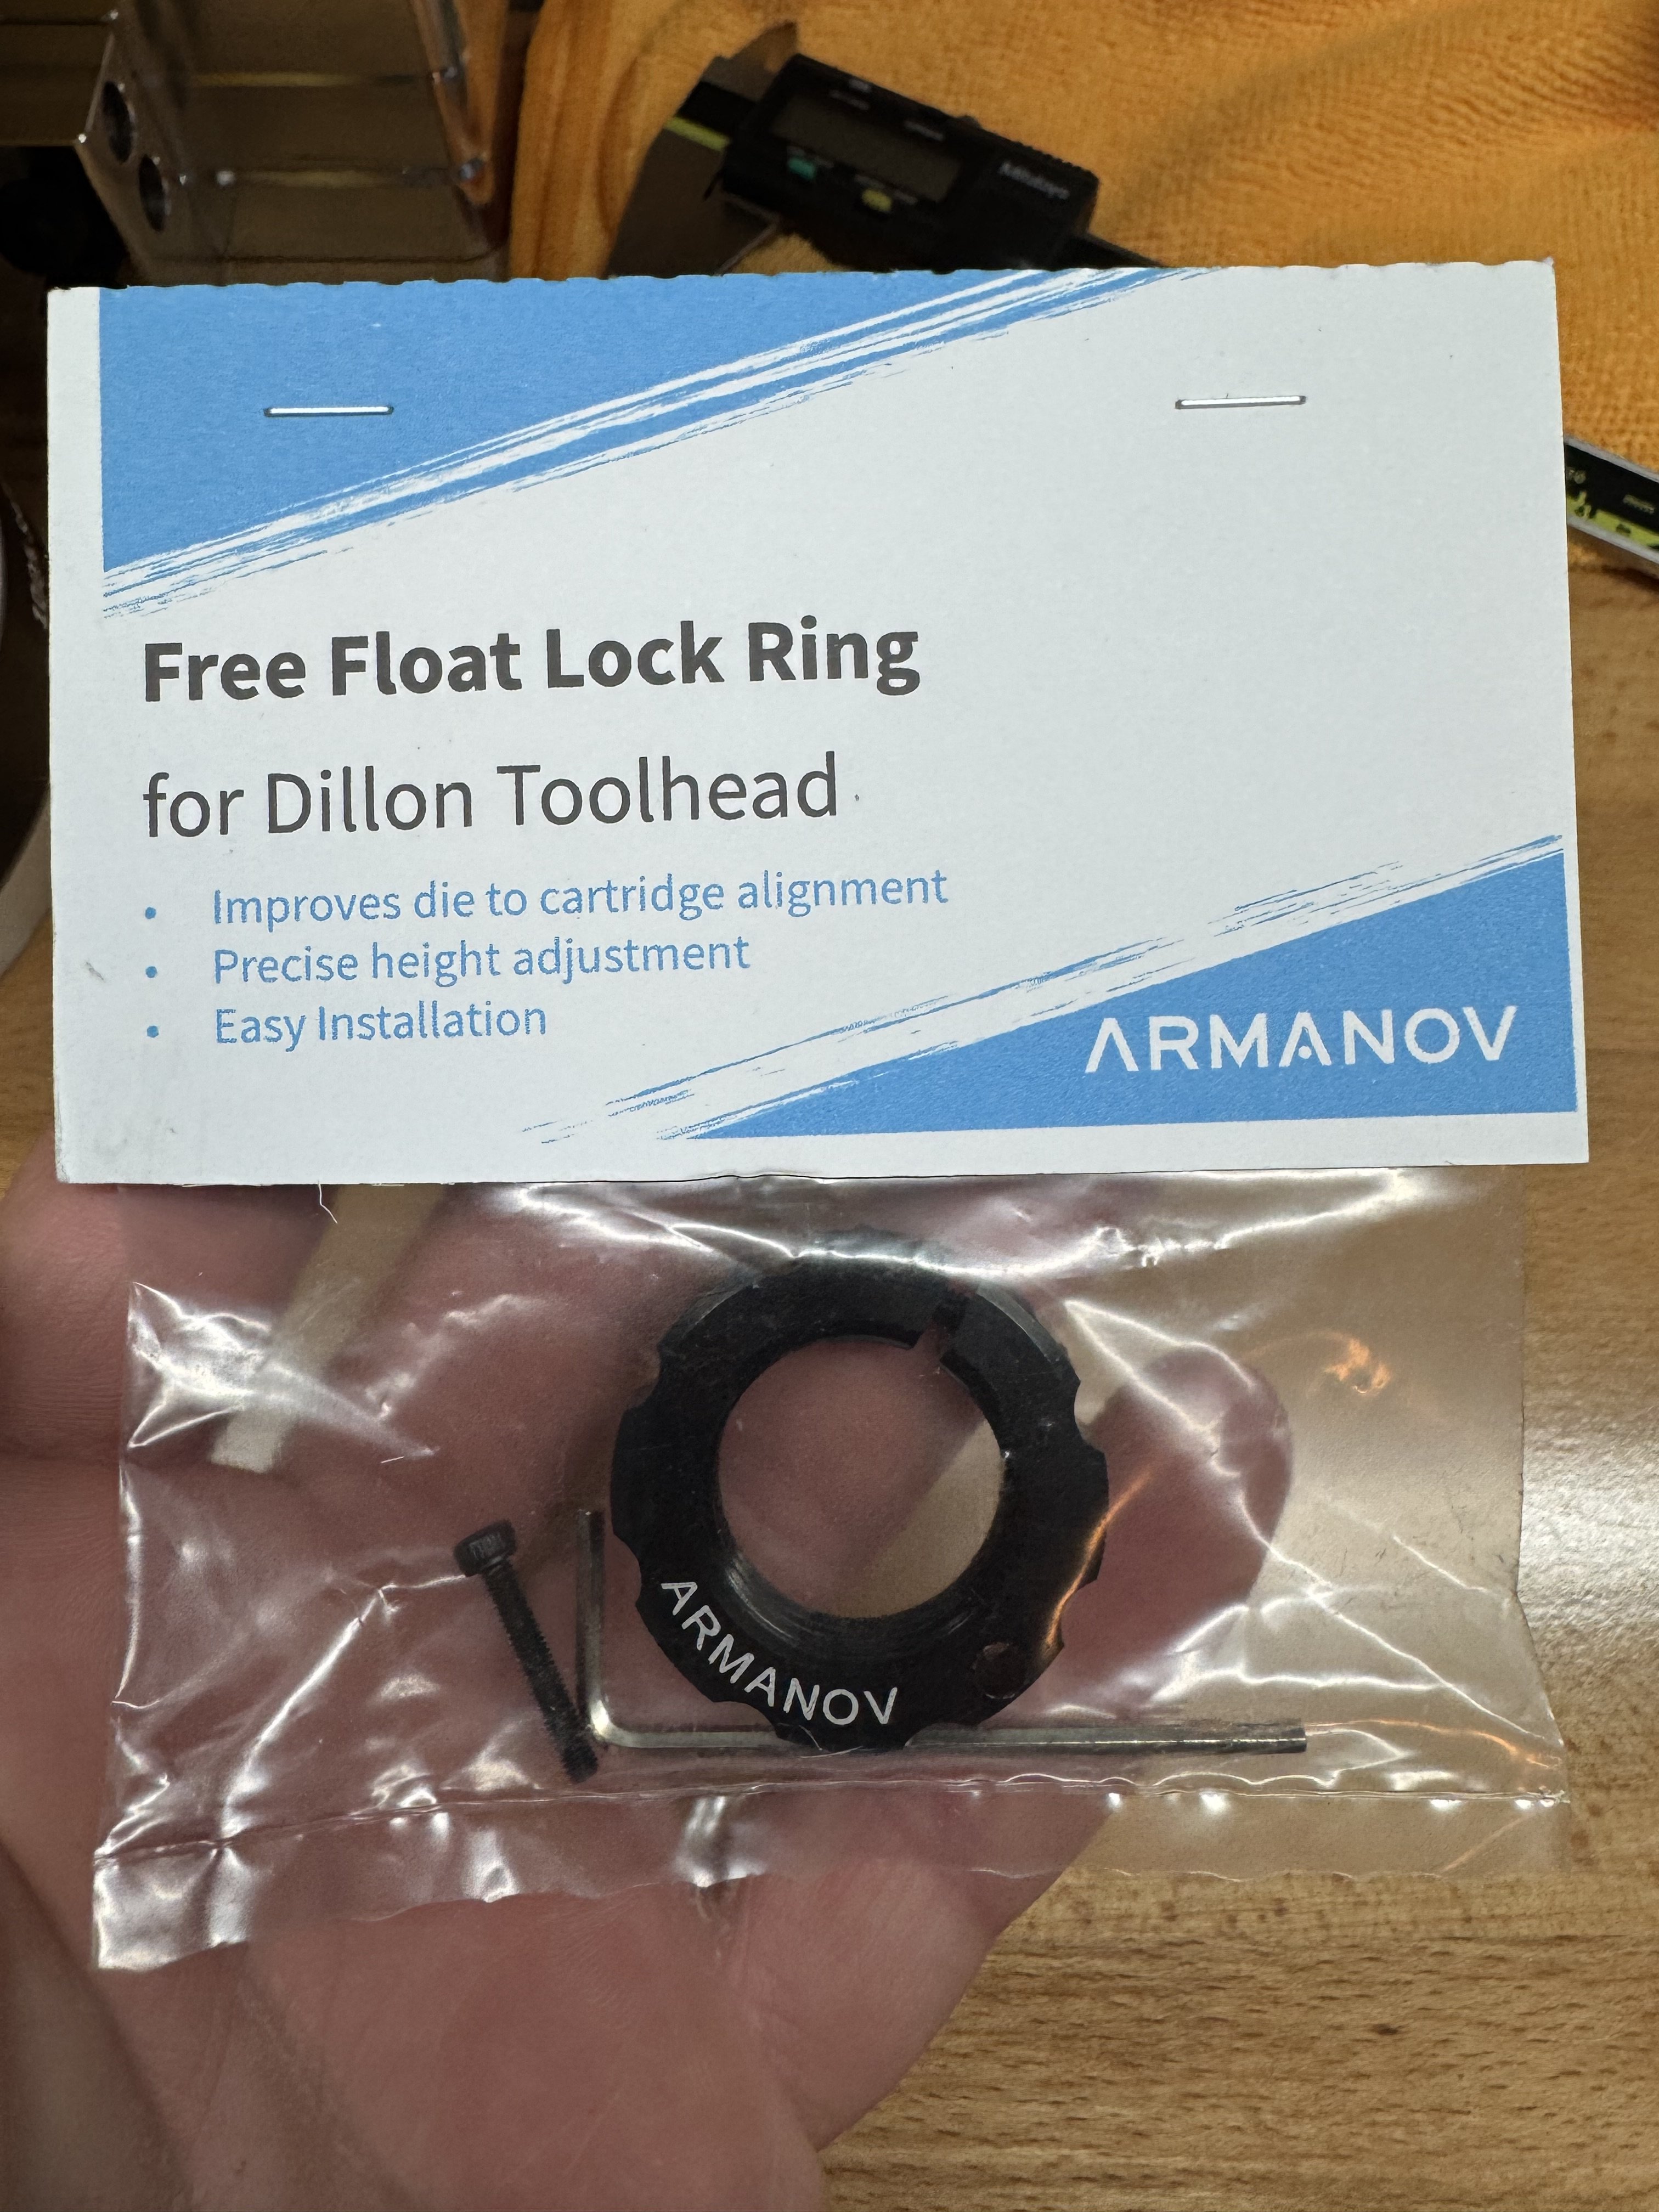 Mitutoyo
Free Float Lock Ring
for Dillon Toolhead
• Improves die to cartridge alignment
• Precise height adjustment
• Easy Installation
ARMANOV
ARMANOV